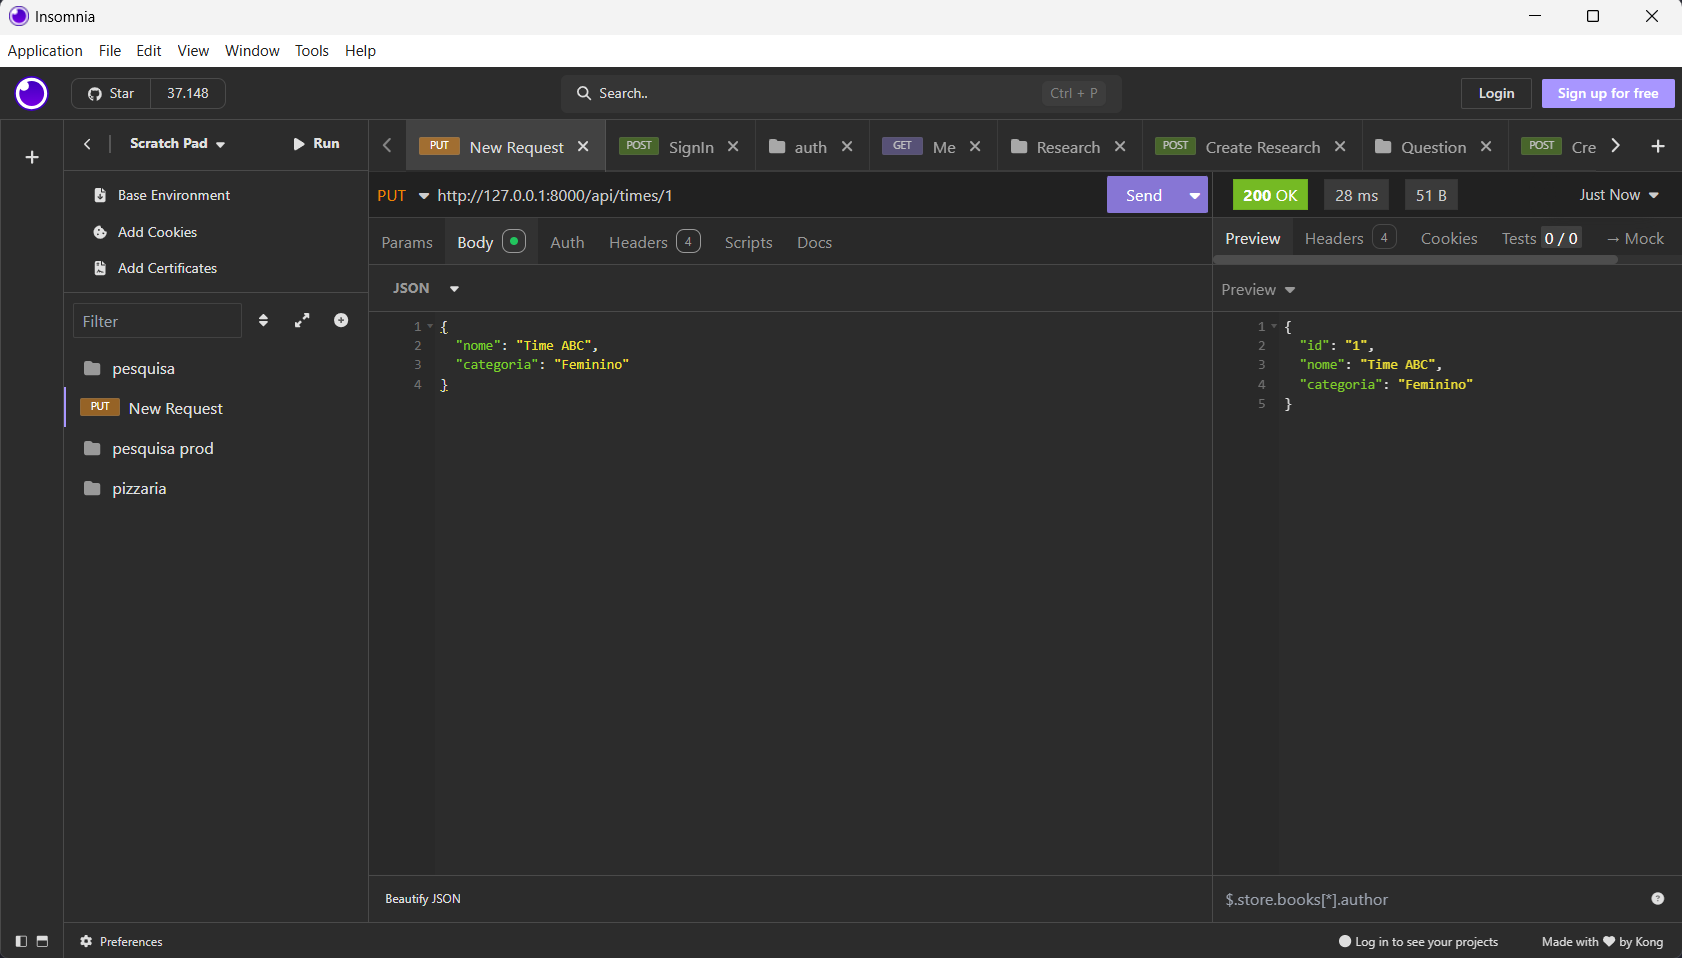 Insomnia
Application File Edit View Window Tools Help
Star 37.148 Search.. Ctrl + P Login Sign up for free
Scratch Pad Run
PUT New Request POST SignIn auth GET Me Research POST Create Research Question POST Cre
Base Environment
Add Cookies
Add Certificates
Filter
pesquisa
PUT New Request
pesquisa prod
pizzaria
PUT http://127.0.0.1:8000/api/times/1 Send
Params Body Auth Headers 4 Scripts Docs
JSON
1 {
2 "nome": "Time ABC",
3 "categoria": "Feminino"
4 }
Beautify JSON
200 OK 28 ms 51 B Just Now
Preview Headers 4 Cookies Tests 0 / 0 → Mock
Preview
1 {
2 "id": "1",
3 "nome": "Time ABC",
4 "categoria": "Feminino"
5 }
$.store.books[*].author
Preferences
Log in to see your projects Made with ❤ by Kong